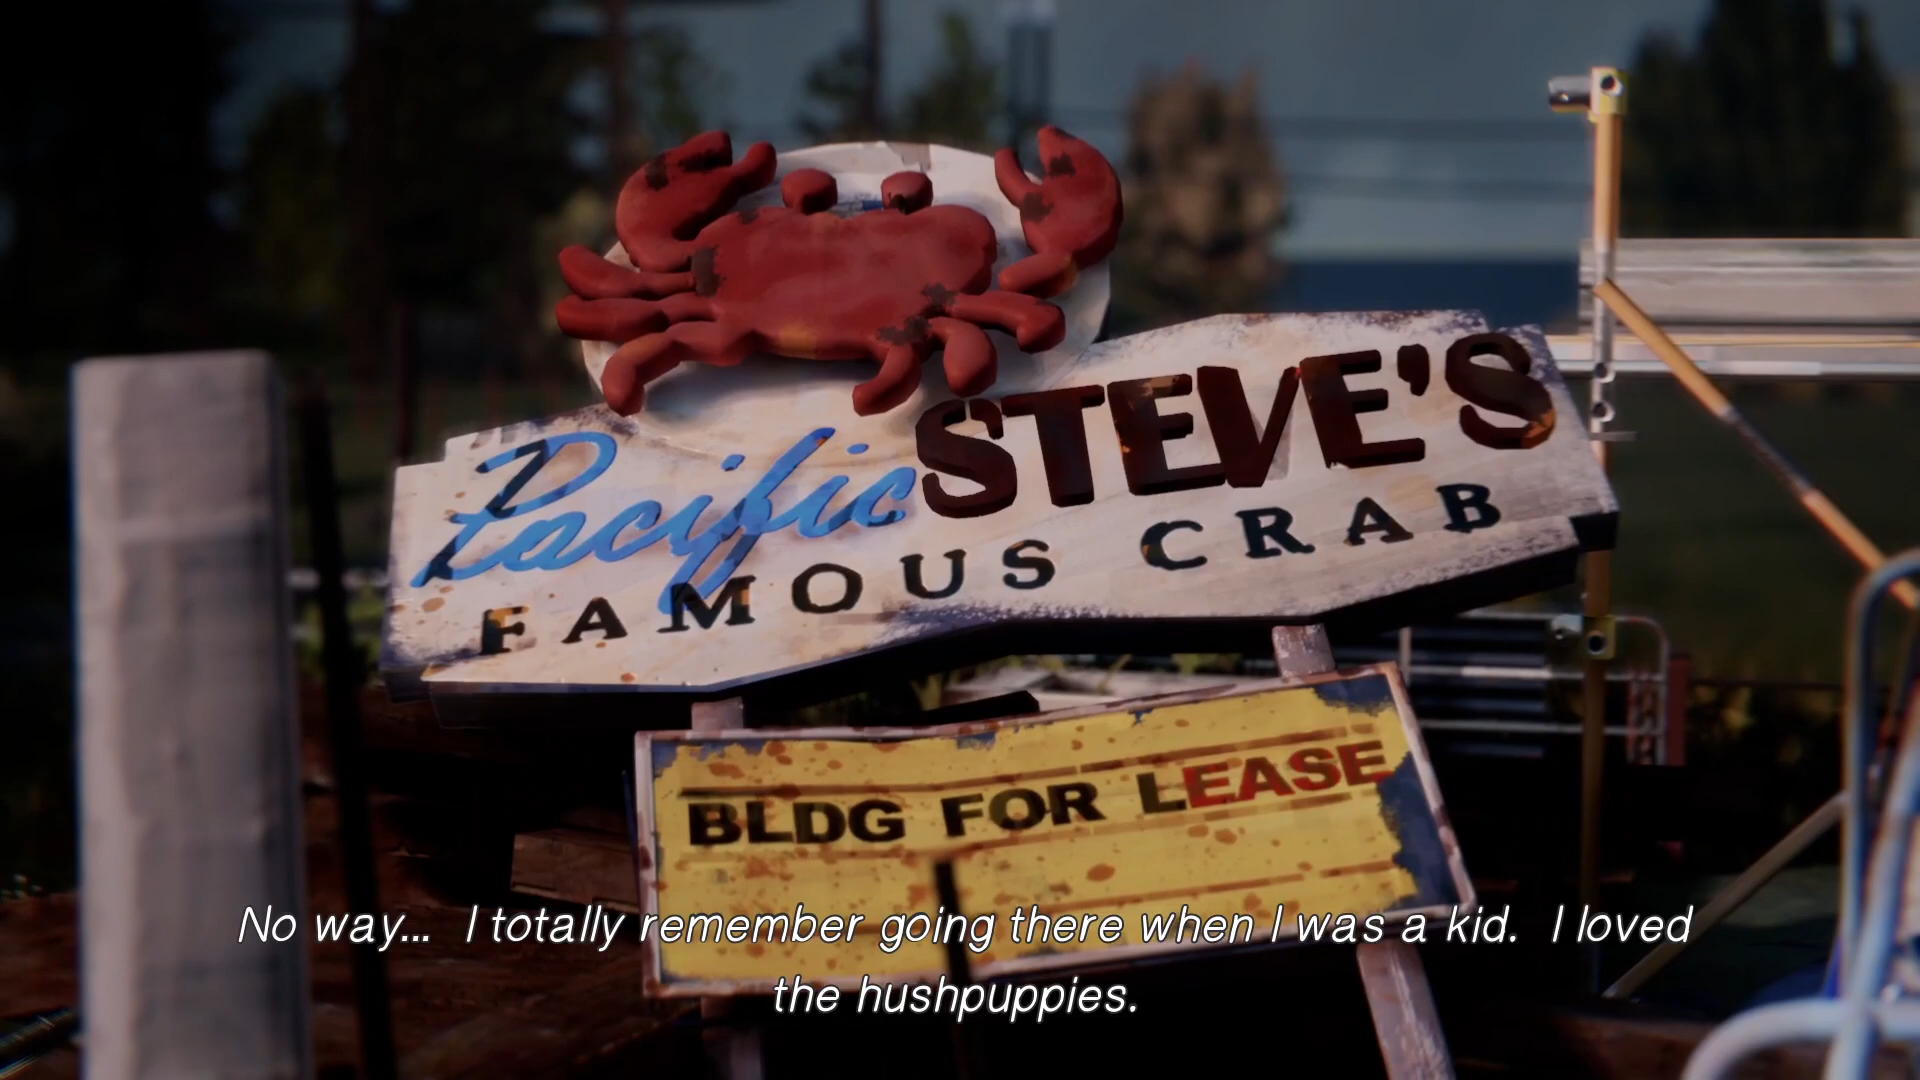 Pacific STEVE'S
FAMOUS CRAB
BLDG FOR LEASE
No way... I totally remember going there when I was a kid. I loved
the hushpuppies.